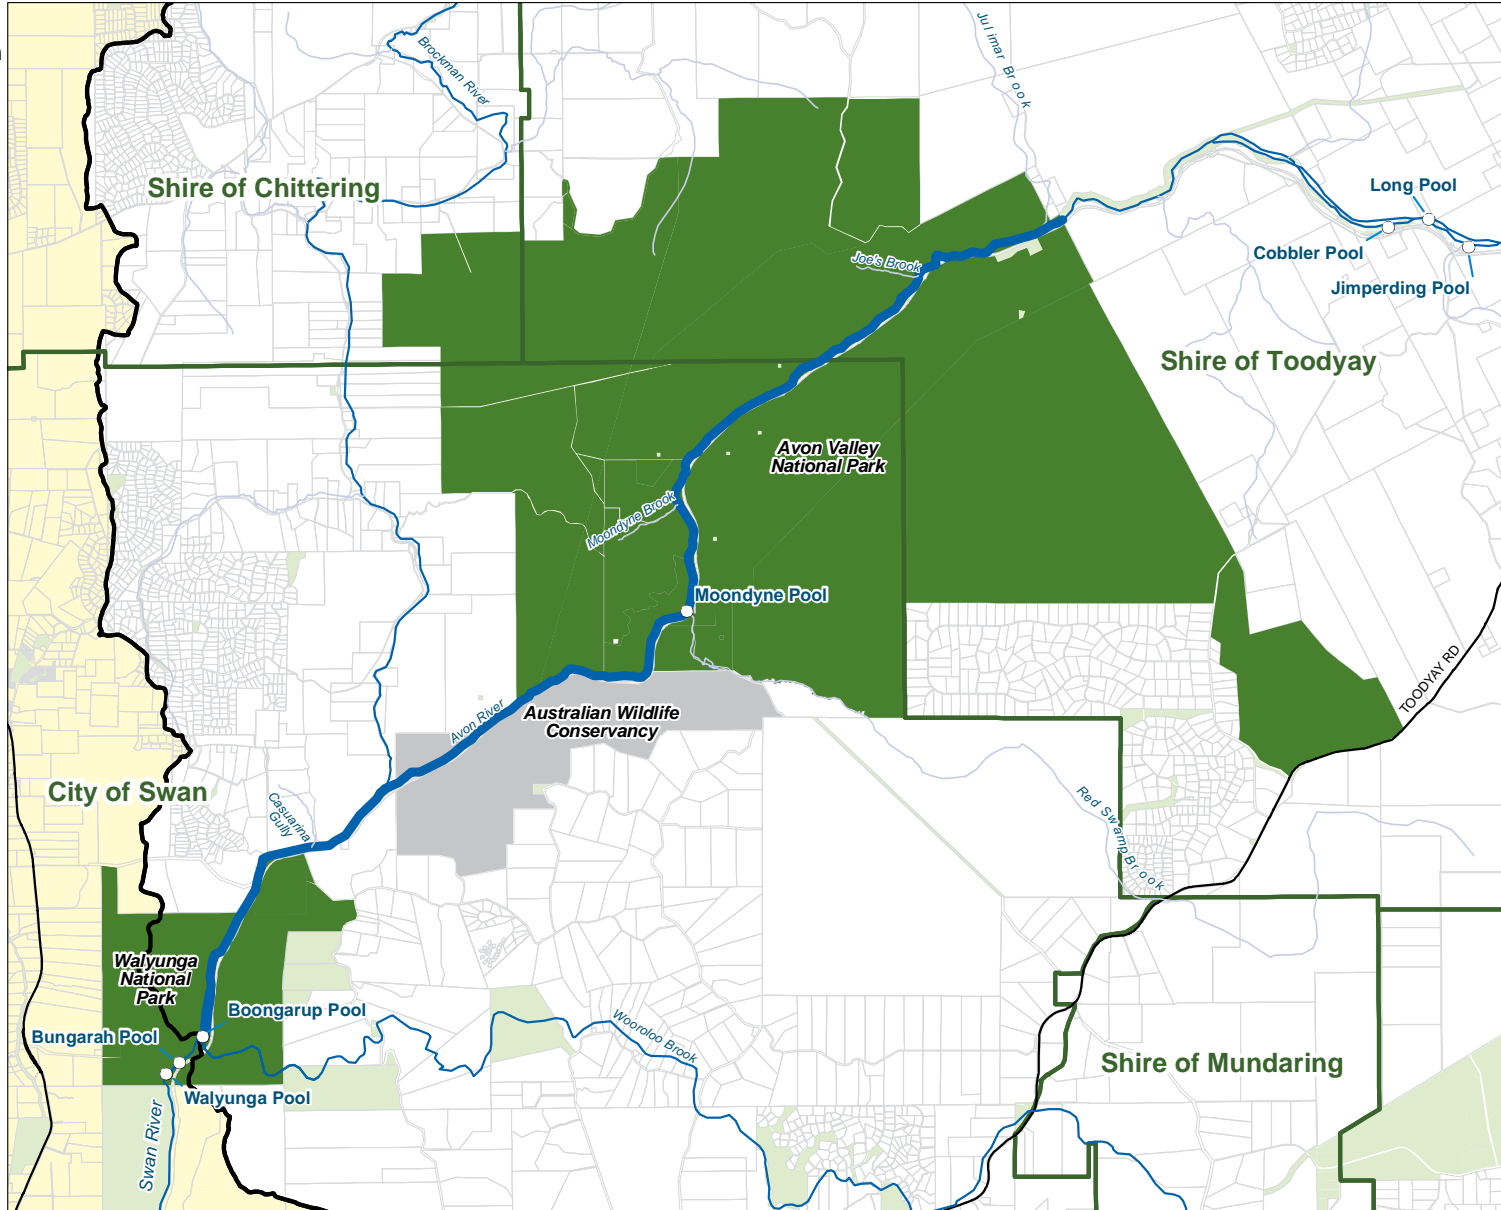 Julimar Brook
Brockman River
Shire of Chittering
Long Pool
Cobbler Pool
Joe's Brook
Jimperding Pool
Shire of Toodyay
Avon Valley
National Park
Moondyne Brook
Moondyne Pool
TOODYAY RD
Avon River
Australian Wildlife
Conservancy
City of Swan
Casuarina
Gully
Red Swamp Brook
Walyunga
National
Park
Boongarup Pool
Bungarah Pool
Wooroloo Brook
Shire of Mundaring
Walyunga Pool
Swan River